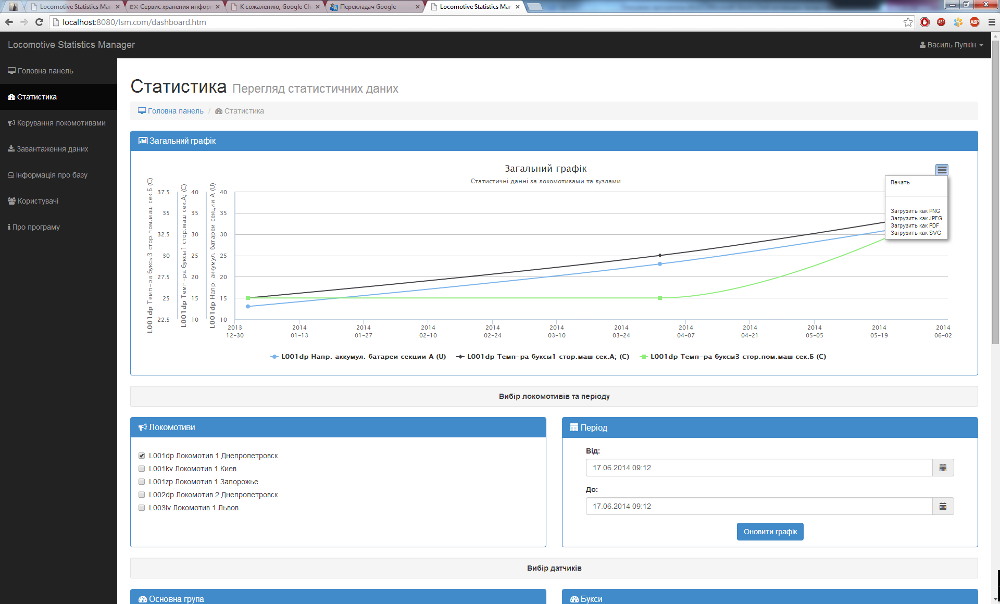 Locomotive Statistics Mar
Сервис хранения инфор
К сожалению, Google Ch
Перекладач Google
Locomotive Statistics Mar
localhost:8080/lsm.com/dashboard.htm
ABP
ABP
Locomotive Statistics Manager
Василь Пупкін
Головна панель
Статистика
Керування локомотивами
Завантаження даних
Інформація про базу
Користувачі
Про програму
Статистика Перегляд статистичних даних
Головна панель / Статистика
Загальний графік
Загальний графік
Статистичні данні за локомотивами та вузлами
Печать
Загрузить как PNG
Загрузить как JPEG
Загрузить как PDF
Загрузить как SVG
L001dp Темп-ра буксы3 стор.пом.маш сек.Б (C)
37.5
35
32.5
30
27.5
25
22.5
L001dp Темп-ра буксы1 стор.маш сек.А; (C)
40
35
30
25
20
15
10
L001dp Напр. аккумул. батареи секции А (U)
40
35
30
25
20
15
10
2013 2014 2014 2014 2014 2014 2014 2014 2014 2014 2014 2014
12-30 01-13 01-27 02-10 02-24 03-10 03-24 04-07 04-21 05-05 05-19 06-02
L001dp Напр. аккумул. батареи секции А (U) L001dp Темп-ра буксы1 стор.маш сек.А; (C) L001dp Темп-ра буксы3 стор.пом.маш сек.Б (C)
Вибір локомотивів та періоду
Локомотиви
L001dp Локомотив 1 Днепропетровск
L001kv Локомотив 1 Киев
L001zp Локомотив 1 Запорожье
L002dp Локомотив 2 Днепропетровск
L003lv Локомотив 1 Львов
Період
Від:
17.06.2014 09:12
До:
17.06.2014 09:12
Оновити графік
Вибір датчиків
Основна група
Букси